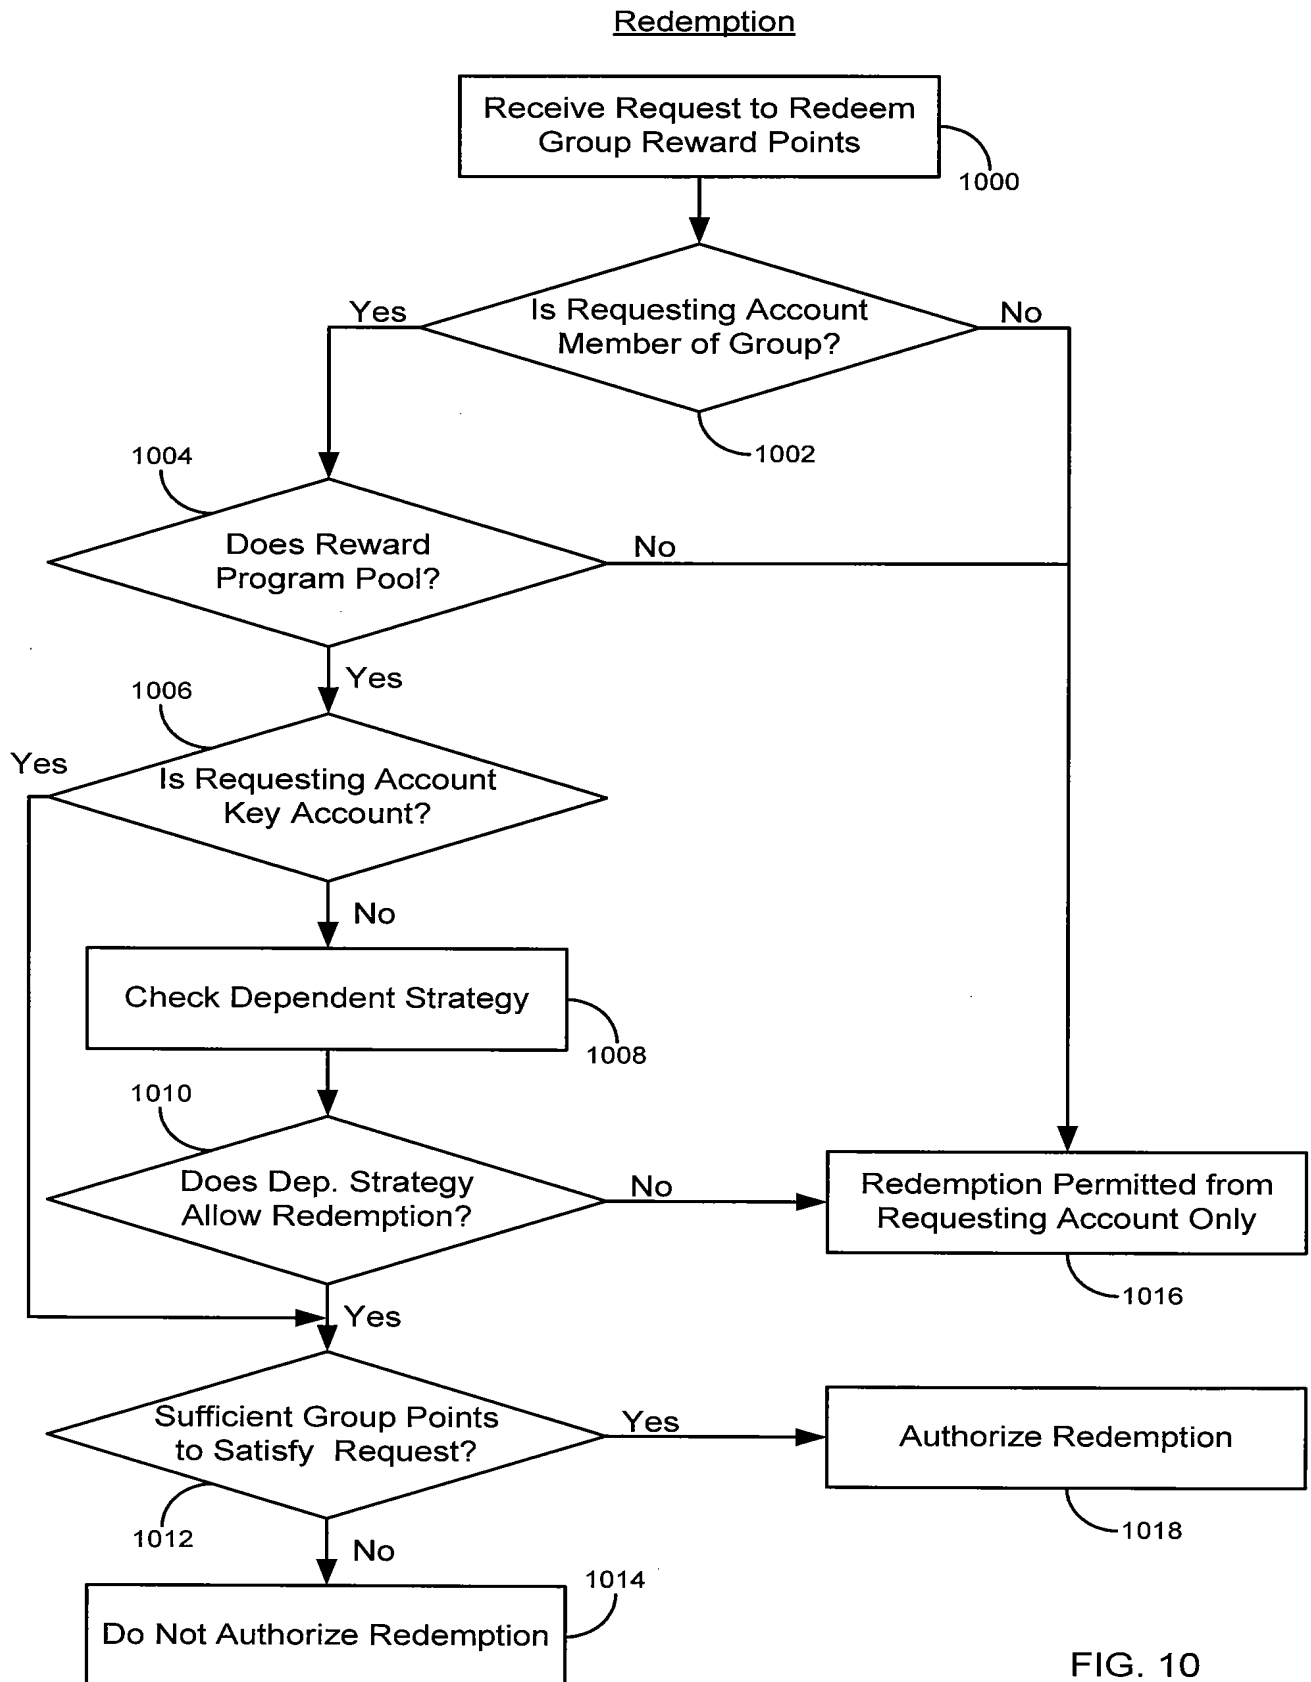 Redemption
Receive Request to Redeem
Group Reward Points
1000
Is Requesting Account
Member of Group?
Yes
No
1002
1004
Does Reward
Program Pool?
No
Yes
1006
Yes
Is Requesting Account
Key Account?
No
Check Dependent Strategy
1008
1010
Does Dep. Strategy
Allow Redemption?
No
Redemption Permitted from
Requesting Account Only
1016
Yes
Sufficient Group Points
to Satisfy Request?
Yes
Authorize Redemption
1018
1012
No
1014
Do Not Authorize Redemption
FIG. 10